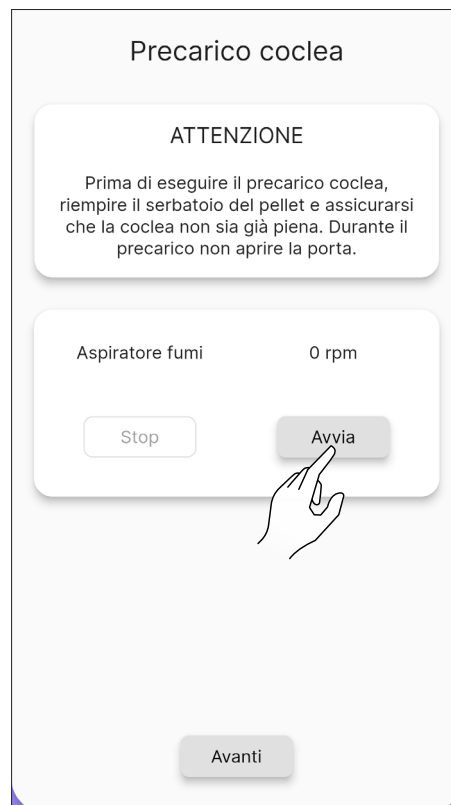 Precarico coclea
ATTENZIONE
Prima di eseguire il precarico coclea,
riempire il serbatoio del pellet e assicurarsi
che la coclea non sia già piena. Durante il
precarico non aprire la porta.
Aspiratore fumi 0 rpm
Stop Avvia
Avanti